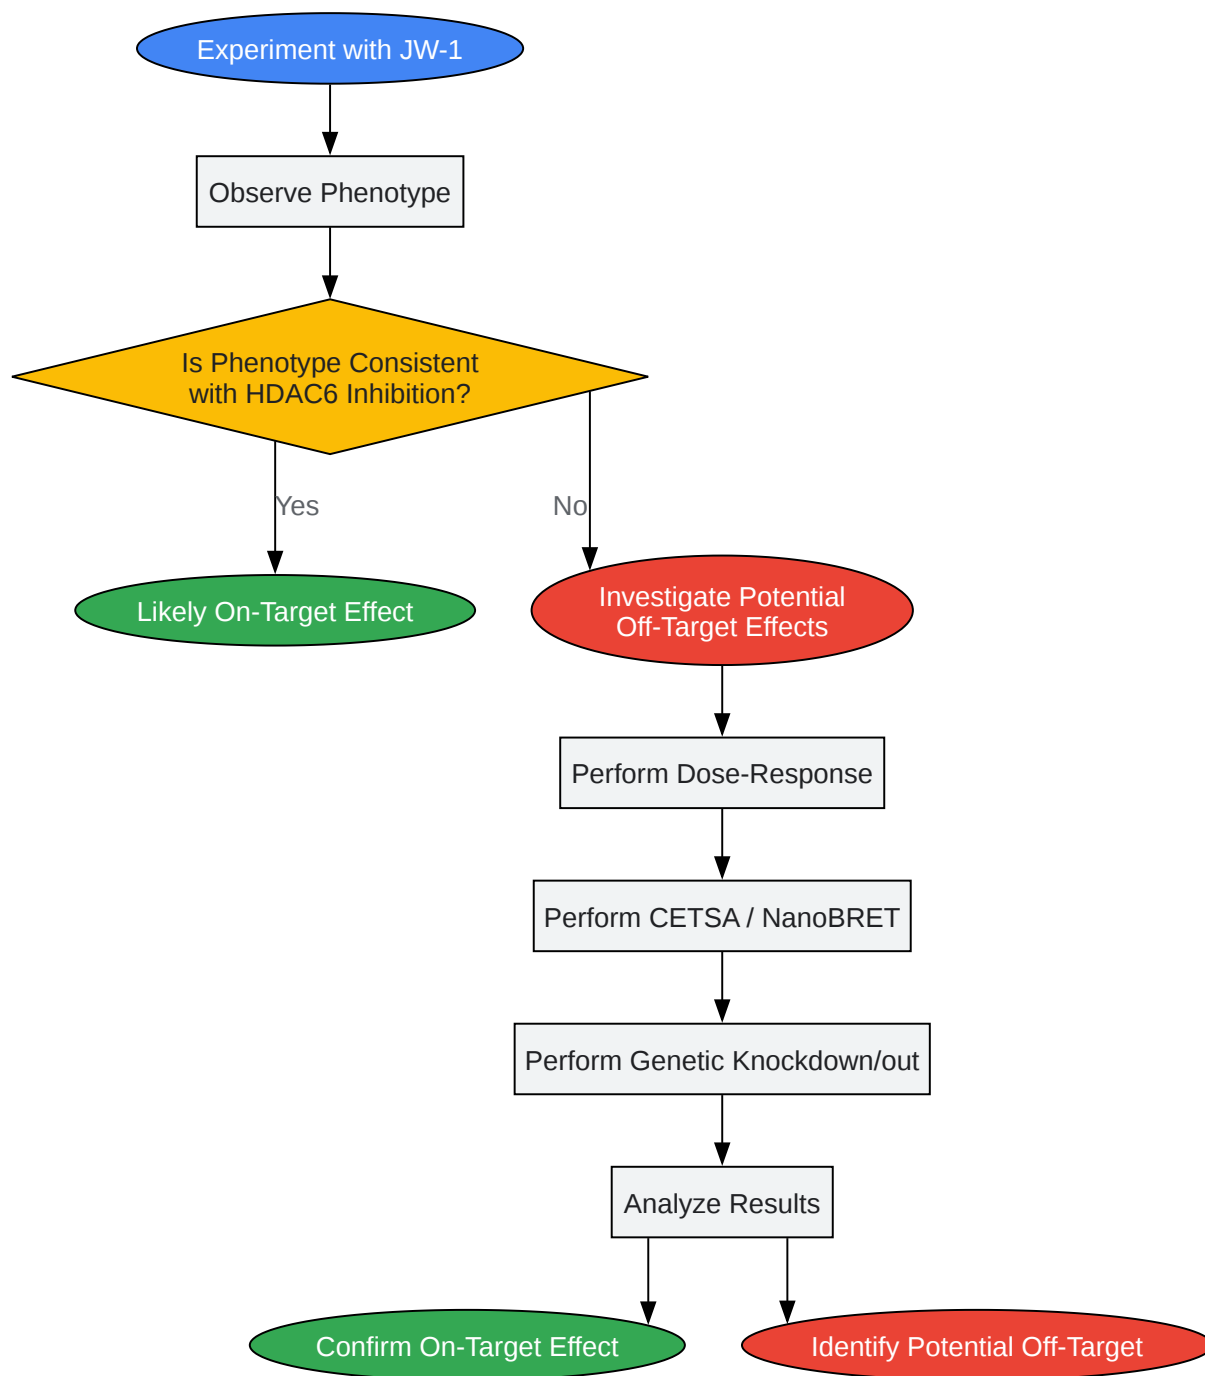 Experiment with JW-1
Observe Phenotype
Is Phenotype Consistent
with HDAC6 Inhibition?
Yes
No
Likely On-Target Effect
Investigate Potential
Off-Target Effects
Perform Dose-Response
Perform CETSA / NanoBRET
Perform Genetic Knockdown/out
Analyze Results
Confirm On-Target Effect
Identify Potential Off-Target